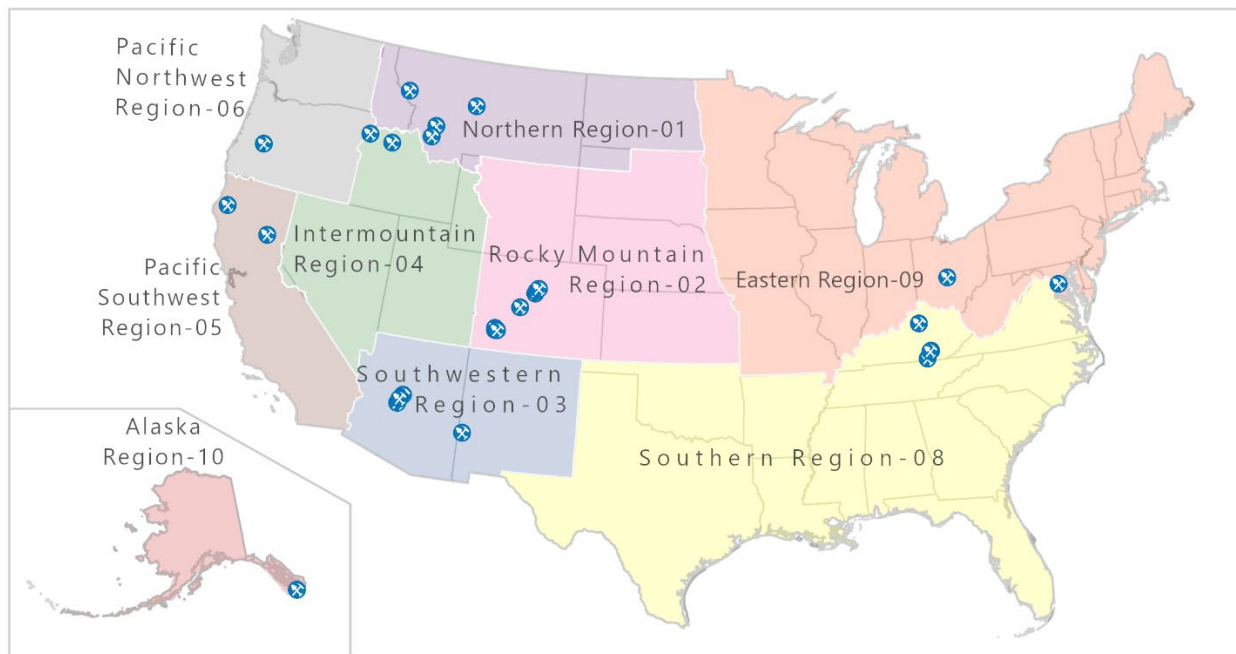 Pacific
Northwest
Region-06
Northern Region-01
Intermountain
Region-04
Rocky Mountain
Region-02
Eastern Region-09
Pacific
Southwest
Region-05
Southwestern
Region-03
Alaska
Region-10
Southern Region-08